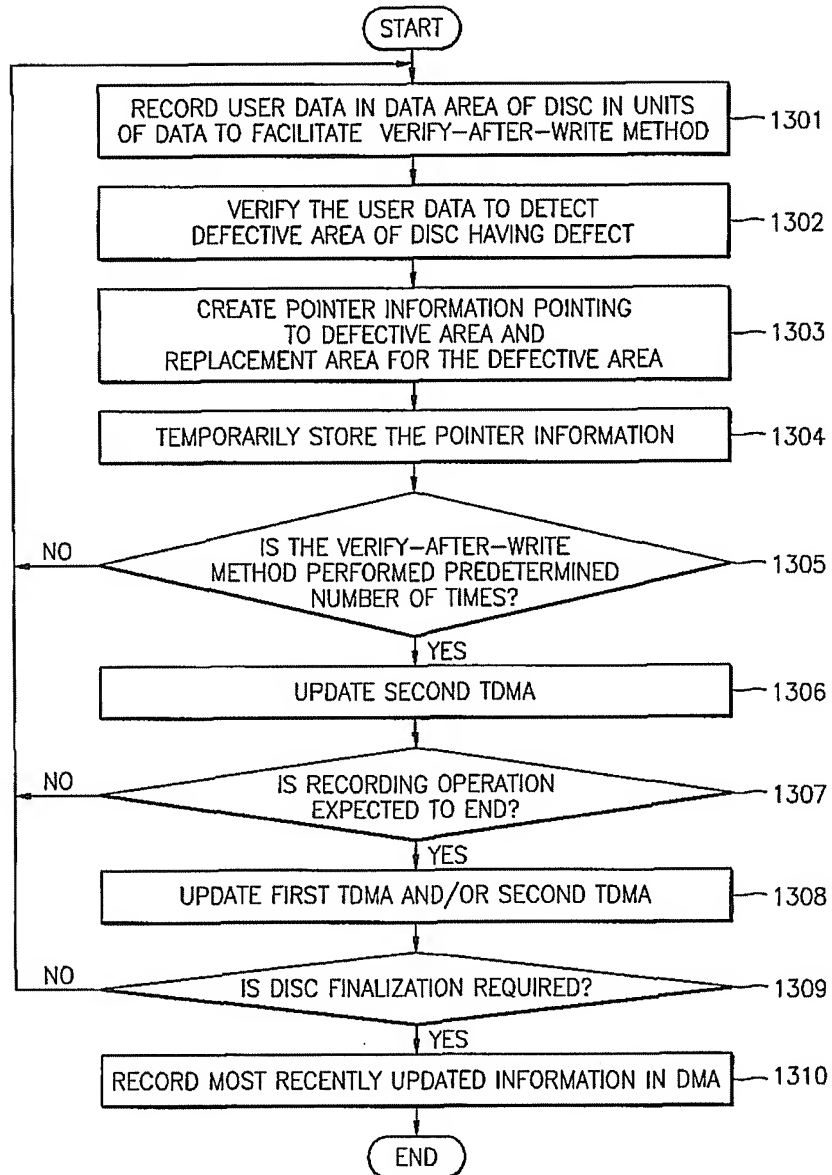 START
RECORD USER DATA IN DATA AREA OF DISC IN UNITS
OF DATA TO FACILITATE VERIFY-AFTER-WRITE METHOD
1301
VERIFY THE USER DATA TO DETECT
DEFECTIVE AREA OF DISC HAVING DEFECT
1302
CREATE POINTER INFORMATION POINTING
TO DEFECTIVE AREA AND
REPLACEMENT AREA FOR THE DEFECTIVE AREA
1303
TEMPORARILY STORE THE POINTER INFORMATION
1304
NO
IS THE VERIFY-AFTER-WRITE
METHOD PERFORMED PREDETERMINED
NUMBER OF TIMES?
1305
YES
UPDATE SECOND TDMA
1306
NO
IS RECORDING OPERATION
EXPECTED TO END?
1307
YES
UPDATE FIRST TDMA AND/OR SECOND TDMA
1308
NO
IS DISC FINALIZATION REQUIRED?
1309
YES
RECORD MOST RECENTLY UPDATED INFORMATION IN DMA
1310
END